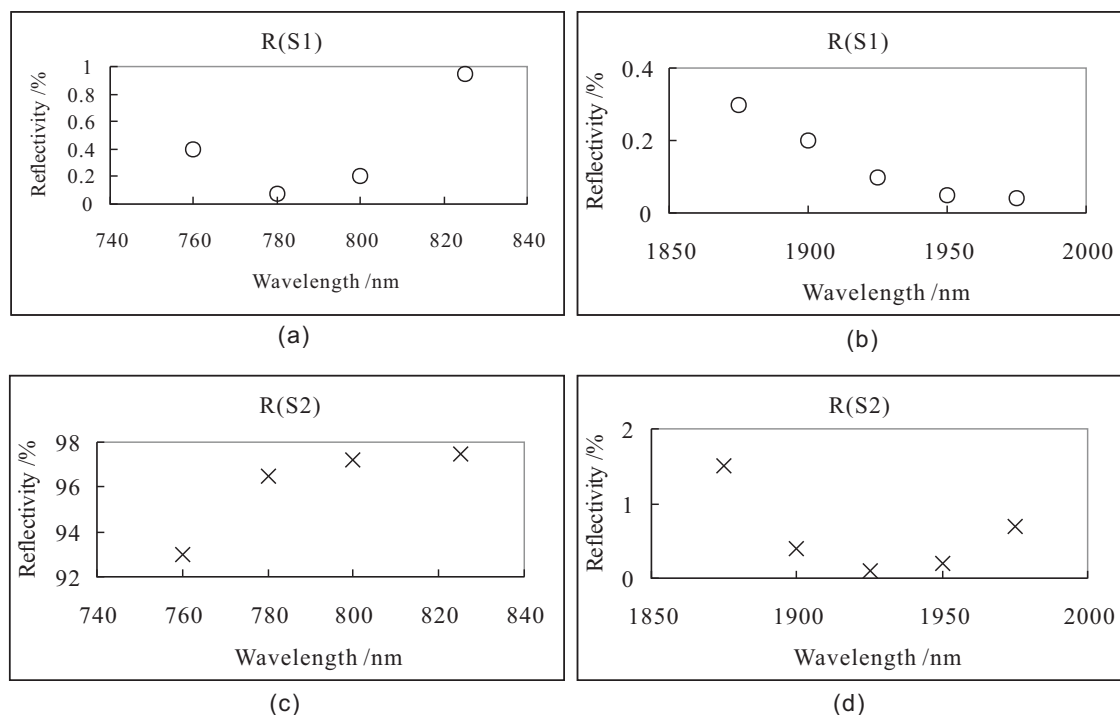 R(S1)
Reflectivity /%
1
0.8
0.6
0.4
0.2
0
740 760 780 800 820 840
Wavelength /nm
(a)
R(S1)
Reflectivity /%
0.4
0.2
0
1850 1900 1950 2000
Wavelength /nm
(b)
R(S2)
Reflectivity /%
98
96
94
92
740 760 780 800 820 840
Wavelength /nm
(c)
R(S2)
Reflectivity /%
2
1
0
1850 1900 1950 2000
Wavelength /nm
(d)